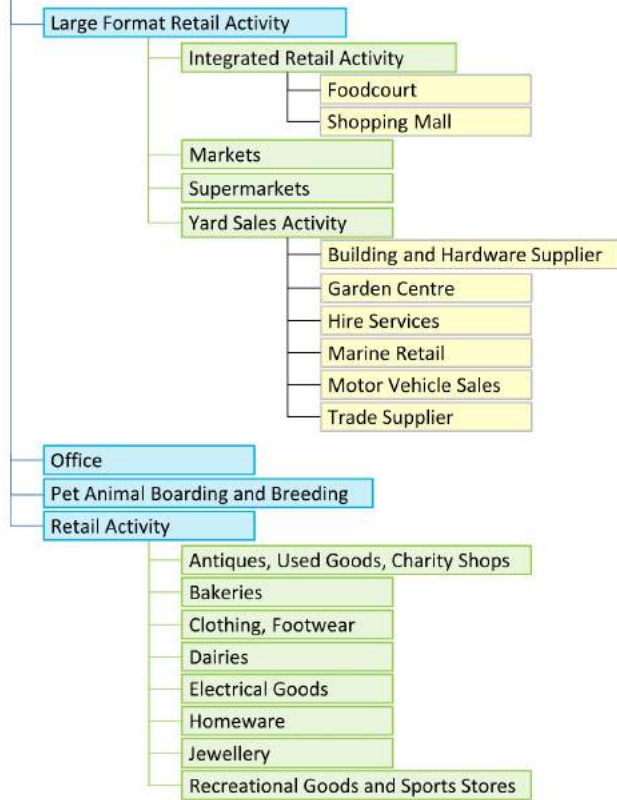 Large Format Retail Activity
Integrated Retail Activity
Foodcourt
Shopping Mall
Markets
Supermarkets
Yard Sales Activity
Building and Hardware Supplier
Garden Centre
Hire Services
Marine Retail
Motor Vehicle Sales
Trade Supplier
Office
Pet Animal Boarding and Breeding
Retail Activity
Antiques, Used Goods, Charity Shops
Bakeries
Clothing, Footwear
Dairies
Electrical Goods
Homeware
Jewellery
Recreational Goods and Sports Stores